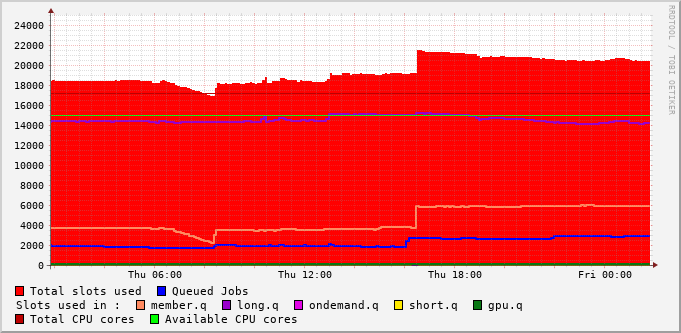 24000
22000
20000
18000
16000
14000
12000
10000
8000
6000
4000
2000
0
Thu 06:00 Thu 12:00 Thu 18:00 Fri 00:00
Total slots used Queued Jobs
Slots used in : member.q long.q ondemand.q short.q gpu.q
Total CPU cores Available CPU cores
RRDTOOL / TOBI OETIKER